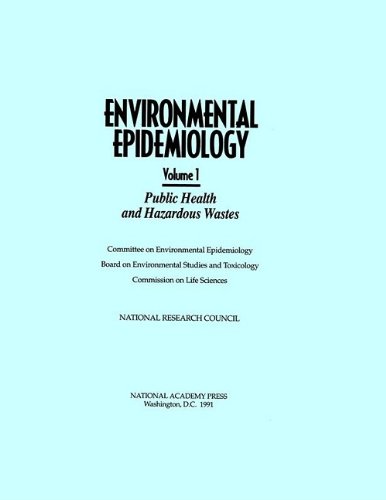 ENVIRONMENTAL
EPIDEMIOLOGY
Volume 1
Public Health
and Hazardous Wastes
Committee on Environmental Epidemiology
Board on Environmental Studies and Toxicology
Commission on Life Sciences
NATIONAL RESEARCH COUNCIL
NATIONAL ACADEMY PRESS
Washington, D.C. 1991